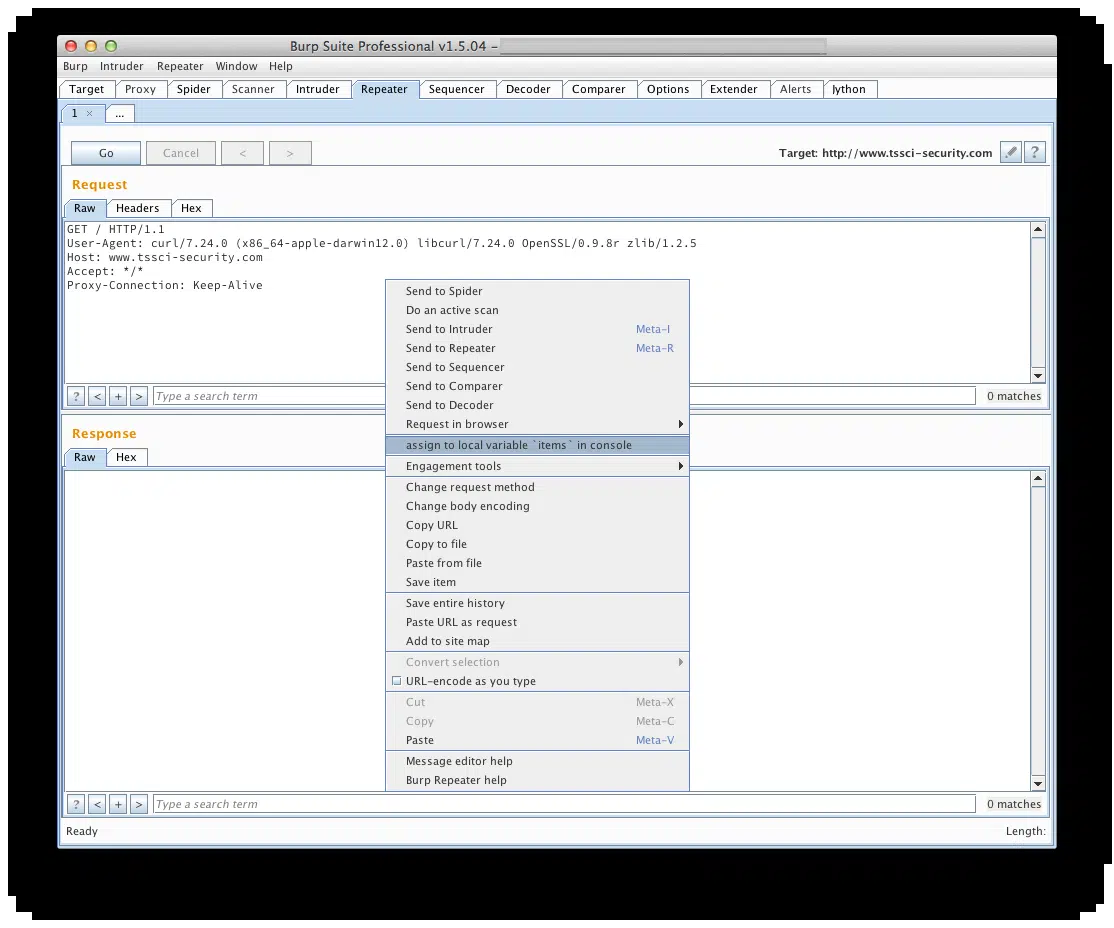 Burp Suite Professional v1.5.04 –
Burp Intruder Repeater Window Help
Target Proxy Spider Scanner Intruder Repeater Sequencer Decoder Comparer Options Extender Alerts Jython
1 × ...
Go Cancel < > Target: http://www.tssci-security.com ?
Request
Raw Headers Hex
GET / HTTP/1.1
User-Agent: curl/7.24.0 (x86_64-apple-darwin12.0) libcurl/7.24.0 OpenSSL/0.9.8r zlib/1.2.5
Host: www.tssci-security.com
Accept: */*
Proxy-Connection: Keep-Alive
? < + > Type a search term 0 matches
Response
Raw Hex
Send to Spider
Do an active scan
Send to Intruder Meta-I
Send to Repeater Meta-R
Send to Sequencer
Send to Comparer
Send to Decoder
Request in browser
assign to local variable `items` in console
Engagement tools
Change request method
Change body encoding
Copy URL
Copy to file
Paste from file
Save item
Save entire history
Paste URL as request
Add to site map
Convert selection
URL-encode as you type
Cut Meta-X
Copy Meta-C
Paste Meta-V
Message editor help
Burp Repeater help
? < + > Type a search term 0 matches
Ready Length: